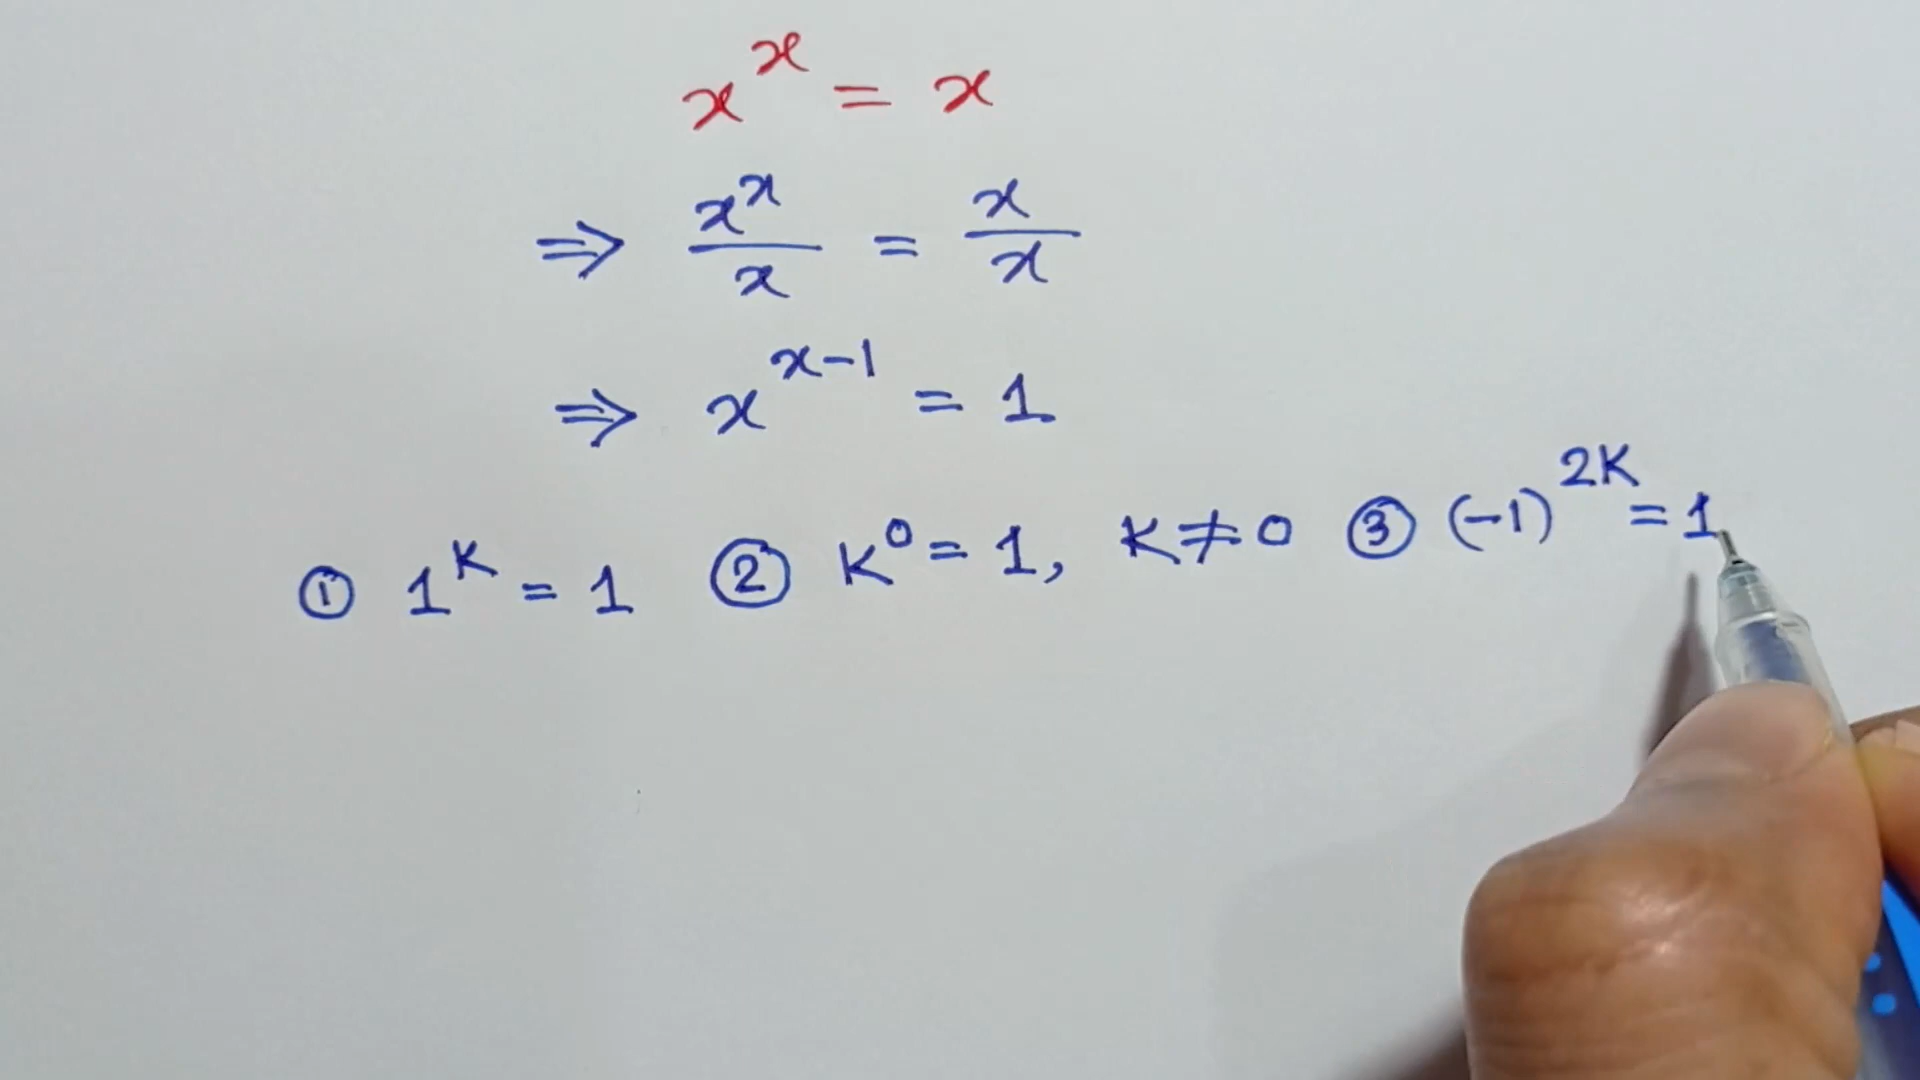 x^x = x
⇒ x^x/x = x/x
⇒ x^(x-1) = 1
① 1^K = 1 ② K^0 = 1, K ≠ 0 ③ (-1)^2K = 1